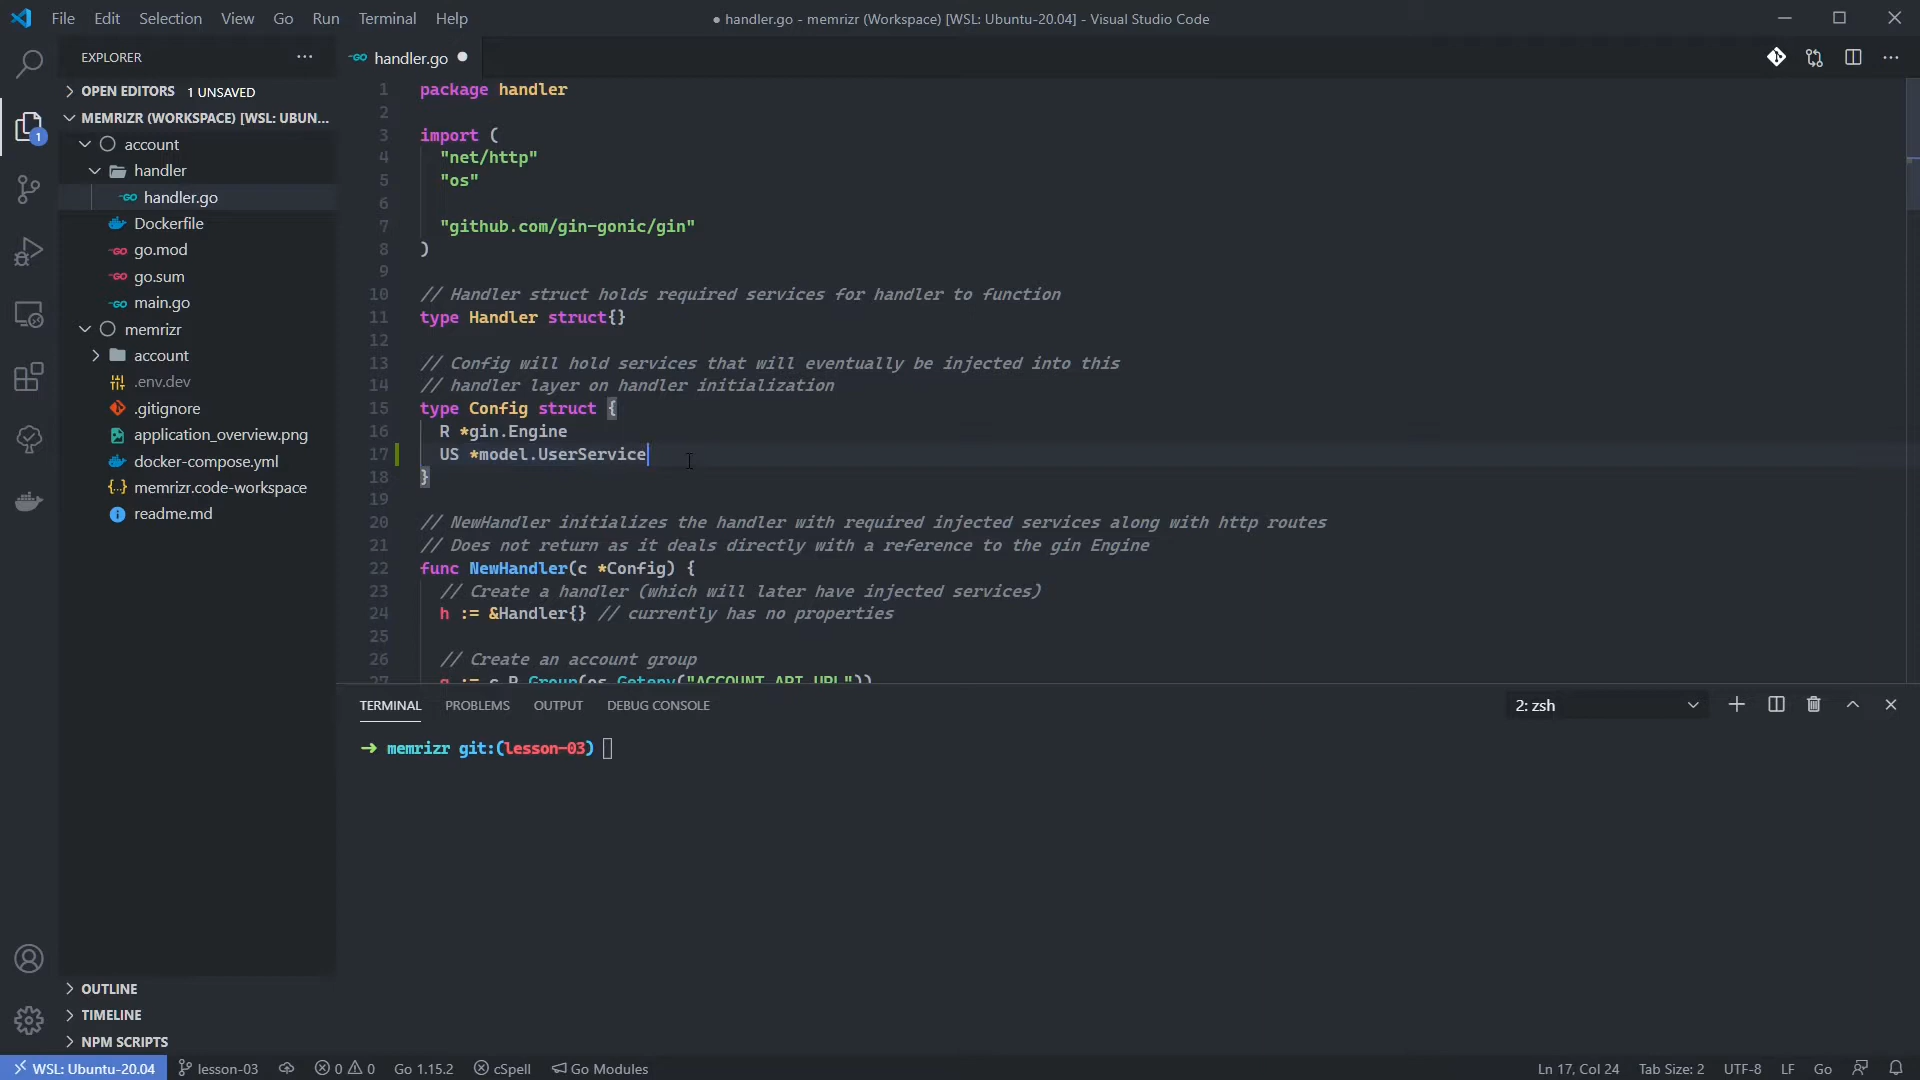 File Edit Selection View Go Run Terminal Help
● handler.go - memrizr (Workspace) [WSL: Ubuntu-20.04] - Visual Studio Code
EXPLORER
handler.go
OPEN EDITORS 1 UNSAVED
MEMRIZR (WORKSPACE) [WSL: UBUN...
account
handler
handler.go
Dockerfile
go.mod
go.sum
main.go
memrizr
account
.env.dev
.gitignore
application_overview.png
docker-compose.yml
memrizr.code-workspace
readme.md
OUTLINE
TIMELINE
NPM SCRIPTS
1 package handler
2
3 import (
4 "net/http"
5 "os"
6
7 "github.com/gin-gonic/gin"
8 )
9
10 // Handler struct holds required services for handler to function
11 type Handler struct{}
12
13 // Config will hold services that will eventually be injected into this
14 // handler layer on handler initialization
15 type Config struct {
16 R *gin.Engine
17 US *model.UserService
18 }
19
20 // NewHandler initializes the handler with required injected services along with http routes
21 // Does not return as it deals directly with a reference to the gin Engine
22 func NewHandler(c *Config) {
23 // Create a handler (which will later have injected services)
24 h := &Handler{} // currently has no properties
25
26 // Create an account group
27 g := c.R.Group(os.Getenv("ACCOUNT_API_URL"))
TERMINAL PROBLEMS OUTPUT DEBUG CONSOLE
2: zsh
→ memrizr git:(lesson-03)
1
WSL: Ubuntu-20.04 lesson-03 0 0 Go 1.15.2 cSpell Go Modules
Ln 17, Col 24 Tab Size: 2 UTF-8 LF Go